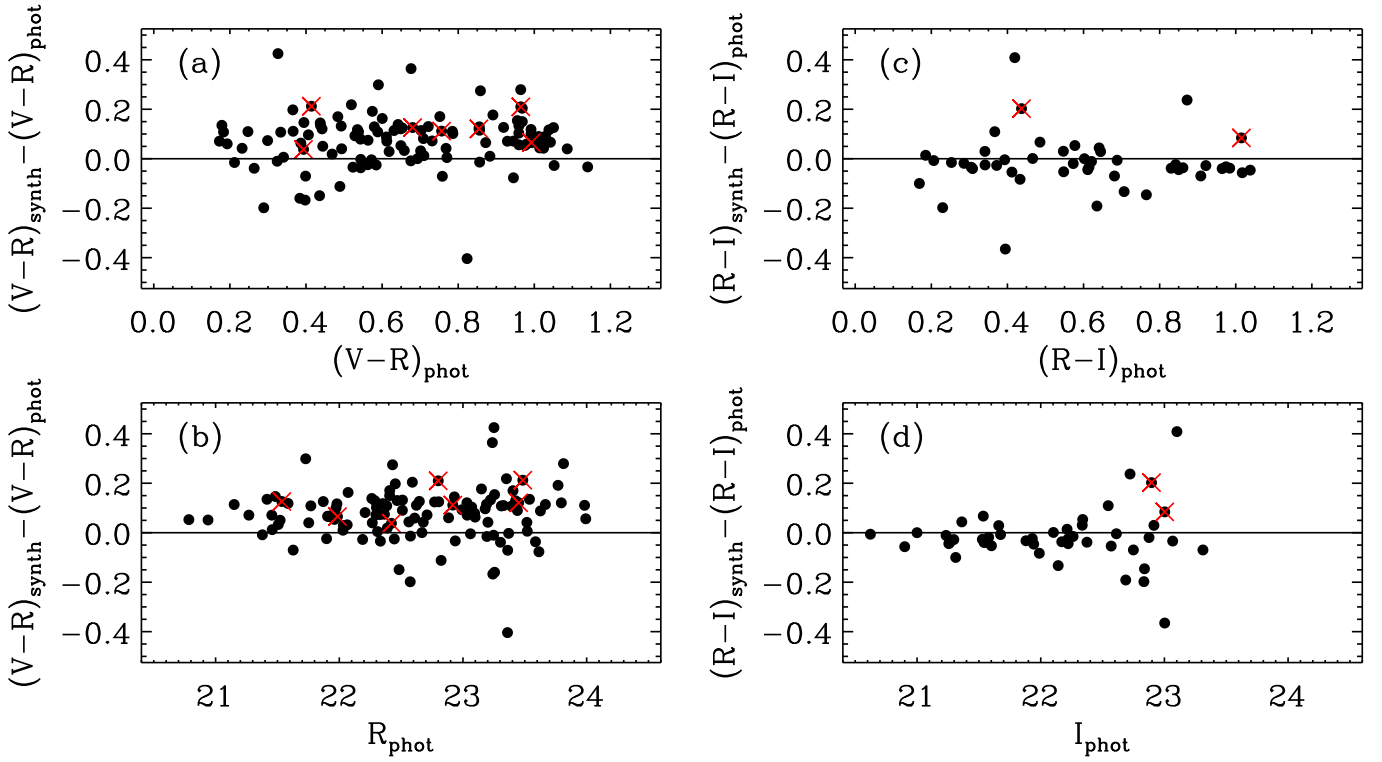 (a)
0.4
0.2
0.0
−0.2
−0.4
(V−R)synth−(V−R)phot
0.0 0.2 0.4 0.6 0.8 1.0 1.2
(V−R)phot
(c)
0.4
0.2
0.0
−0.2
−0.4
(R−I)synth−(R−I)phot
0.0 0.2 0.4 0.6 0.8 1.0 1.2
(R−I)phot
(b)
0.4
0.2
0.0
−0.2
−0.4
(V−R)synth−(V−R)phot
21 22 23 24
Rphot
(d)
0.4
0.2
0.0
−0.2
−0.4
(R−I)synth−(R−I)phot
21 22 23 24
Iphot